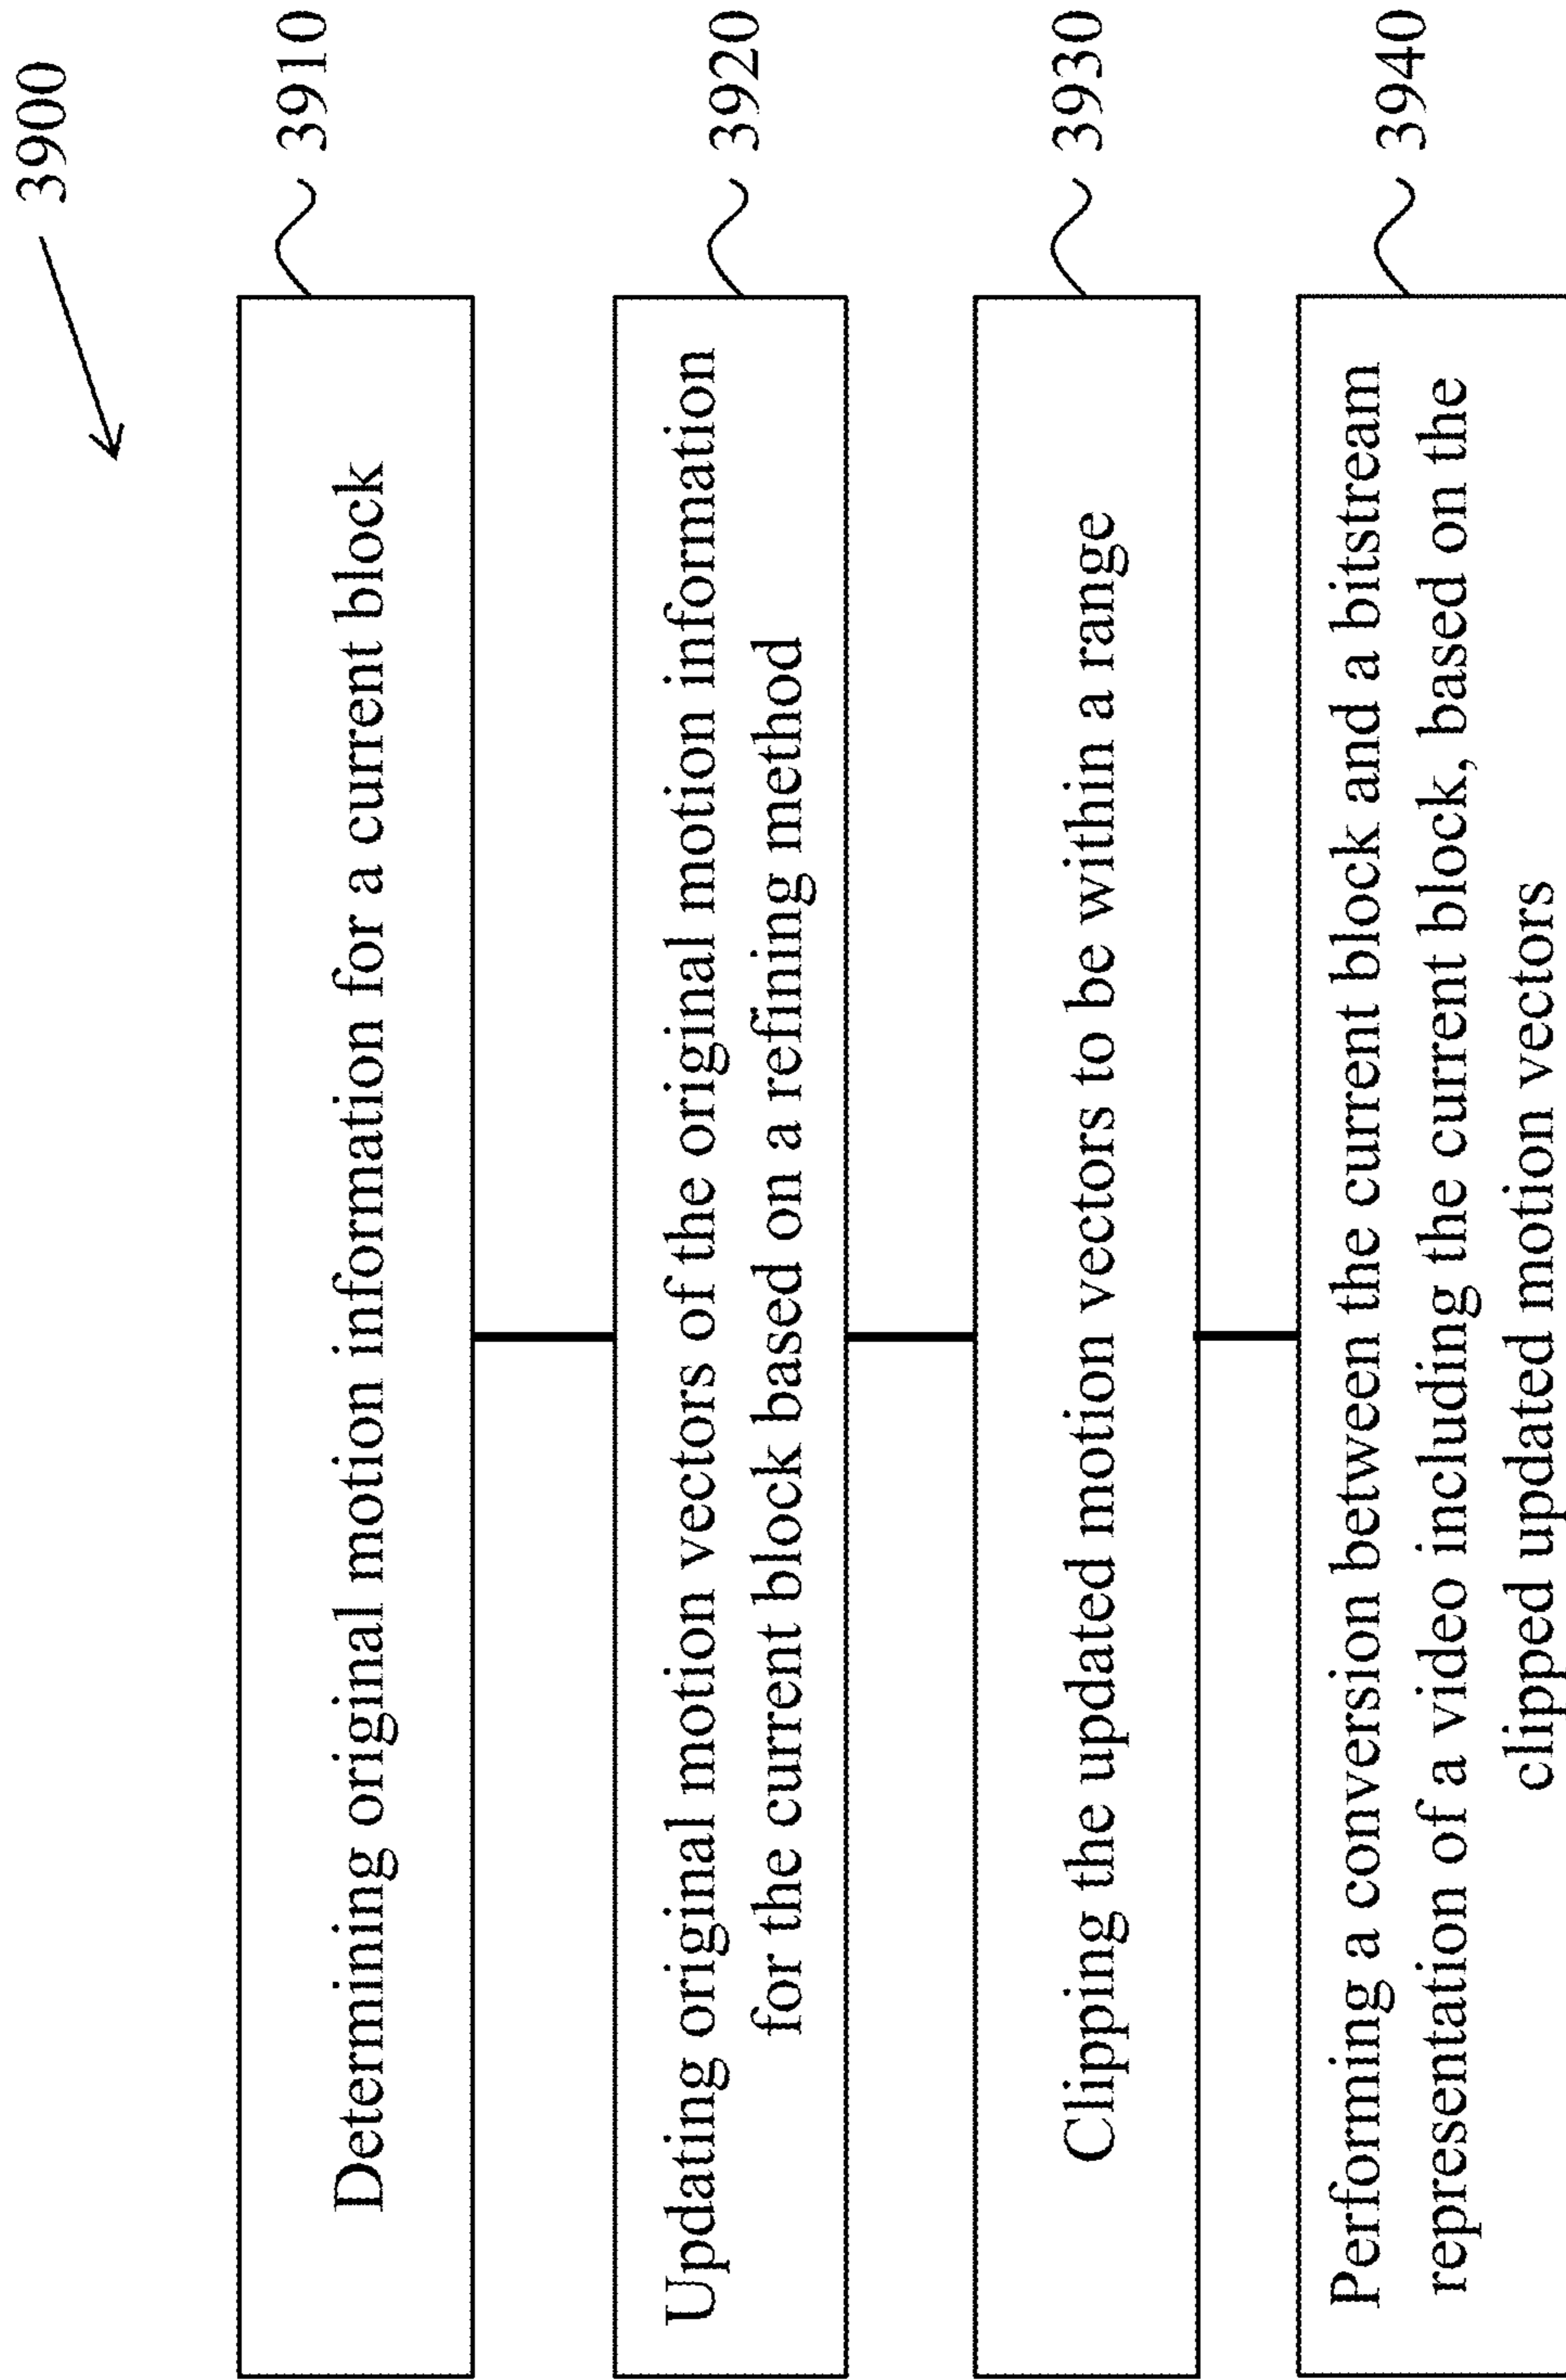 3900
Determining original motion information for a current block
3910
Updating original motion vectors of the original motion information
for the current block based on a refining method
3920
Clipping the updated motion vectors to be within a range
3930
Performing a conversion between the current block and a bitstream
representation of a video including the current block, based on the
clipped updated motion vectors
3940